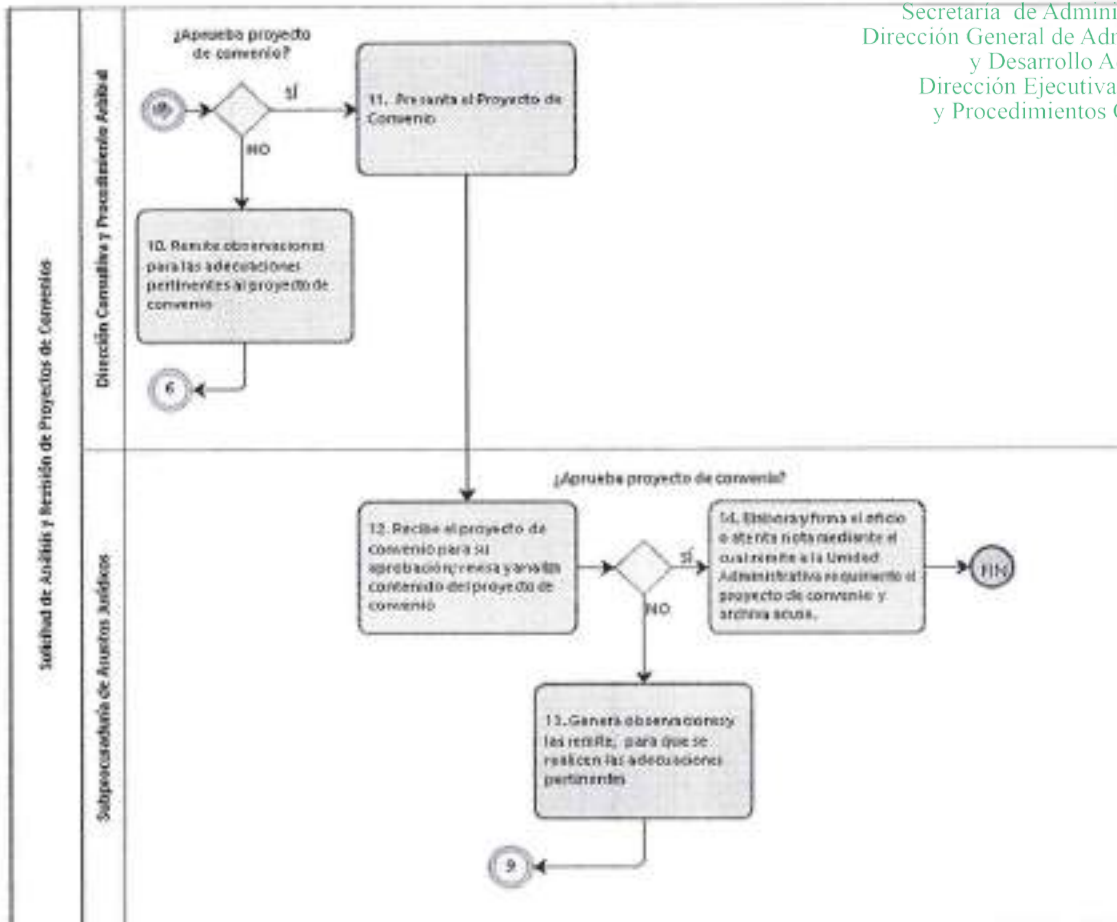 Secretaría de Admini
Dirección General de Adm
y Desarrollo A
Dirección Ejecutiva
y Procedimientos
Solicitud de Análisis y Revisión de Proyectos de Convenios
Dirección Consultiva y Procedimiento Arbitral
¿Aprueba proyecto
de convenio?
SÍ
NO
11. Presenta el Proyecto de
Convenio
10. Remite observaciones
para las adecuaciones
pertinentes al proyecto de
convenio
6
Subprocuraduría de Asuntos Jurídicos
¿Aprueba proyecto de convenio?
12. Recibe el proyecto de
convenio para su
aprobación; revisa y analiza
contenido del proyecto de
convenio
SÍ
NO
14. Elabora y firma el oficio
o atenta nota mediante el
cual remite a la Unidad
Administrativa requirente el
proyecto de convenio y
archiva acuse.
FIN
13. Genera observaciones y
las remite, para que se
realicen las adecuaciones
pertinentes
9